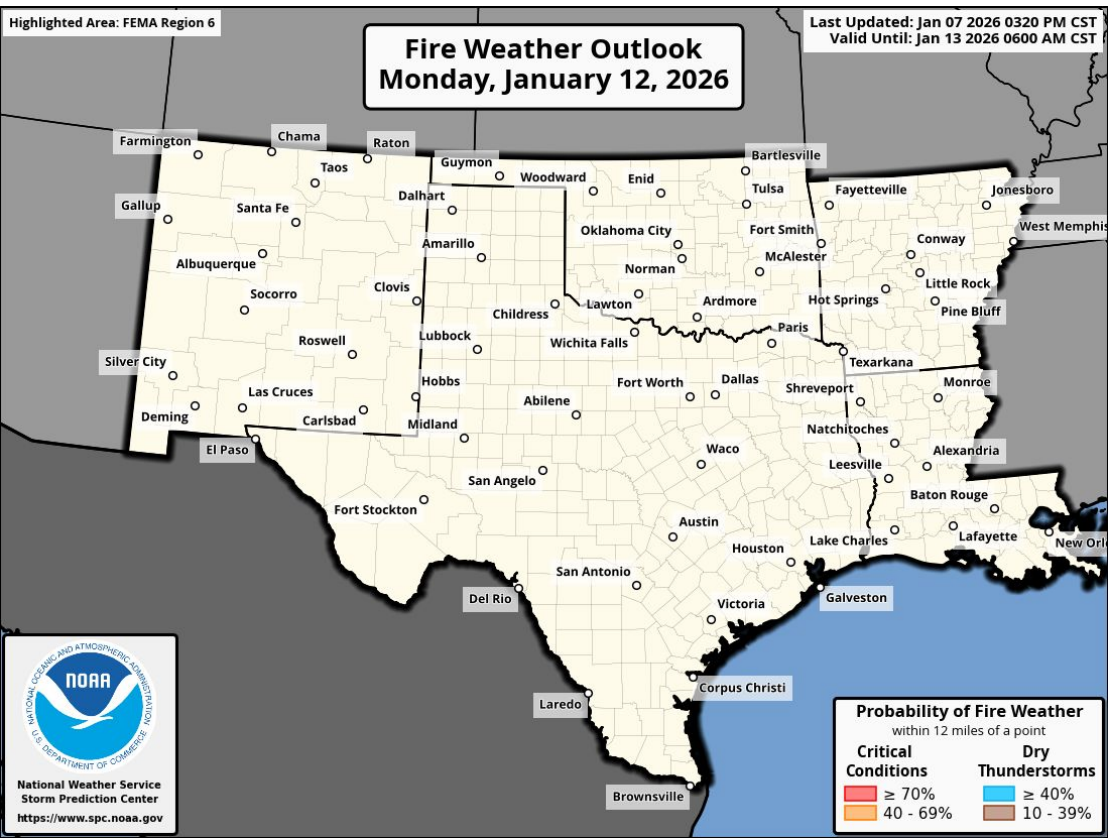 Highlighted Area: FEMA Region 6
Fire Weather Outlook
Monday, January 12, 2026
Last Updated: Jan 07 2026 0320 PM CST
Valid Until: Jan 13 2026 0600 AM CST
Farmington
Chama
Raton
Taos
Guymon
Woodward
Enid
Bartlesville
Tulsa
Fayetteville
Jonesboro
Gallup
Santa Fe
Dalhart
West Memphis
Albuquerque
Amarillo
Oklahoma City
Norman
Fort Smith
McAlester
Conway
Little Rock
Socorro
Clovis
Childress
Lawton
Ardmore
Hot Springs
Pine Bluff
Roswell
Lubbock
Wichita Falls
Paris
Texarkana
Silver City
Las Cruces
Hobbs
Fort Worth
Dallas
Shreveport
Monroe
Deming
Carlsbad
Midland
Abilene
Natchitoches
El Paso
San Angelo
Waco
Leesville
Alexandria
Fort Stockton
Austin
Houston
Lake Charles
Baton Rouge
Lafayette
New Orl
Del Rio
San Antonio
Victoria
Galveston
Laredo
Corpus Christi
Brownsville
NATIONAL OCEANIC AND ATMOSPHERIC ADMINISTRATION
NOAA
U.S. DEPARTMENT OF COMMERCE
National Weather Service
Storm Prediction Center
https://www.spc.noaa.gov
Probability of Fire Weather
within 12 miles of a point
Critical Conditions
≥ 70%
40 - 69%
Dry Thunderstorms
≥ 40%
10 - 39%